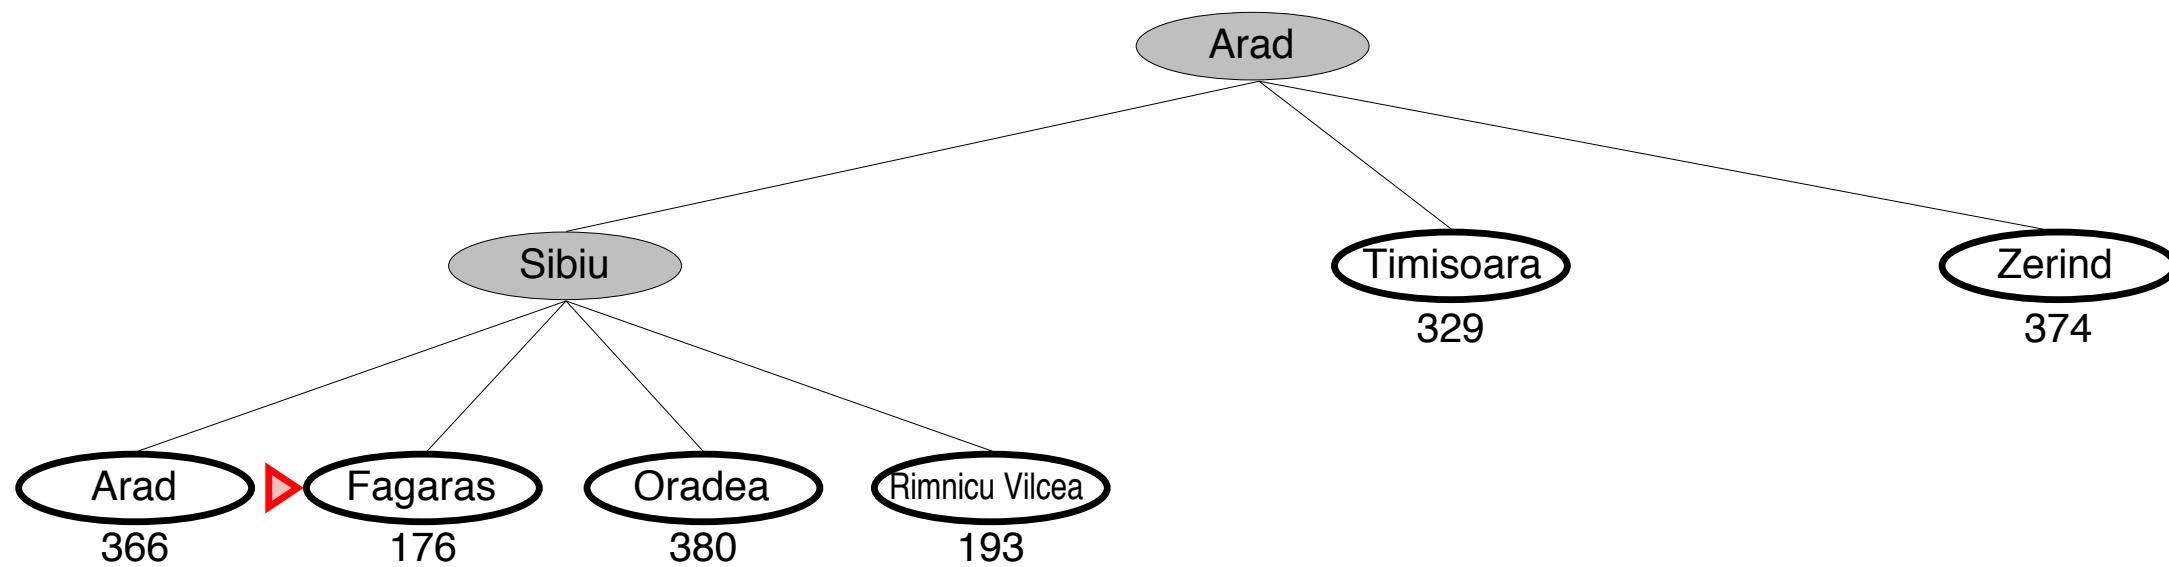 Arad
Sibiu
Timisoara
Zerind
329
374
Arad
Fagaras
Oradea
Rimnicu Vilcea
366
176
380
193